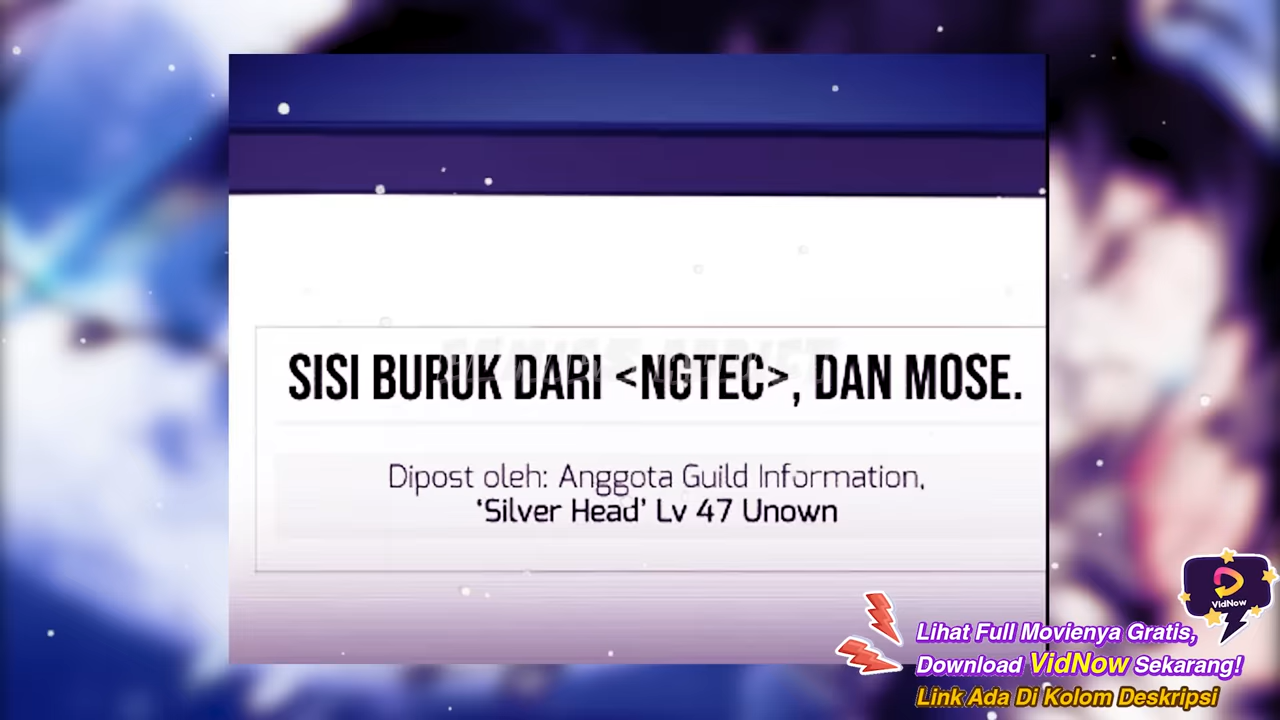 SISI BURUK DARI <NGTEC>, DAN MOSE.
Dipost oleh: Anggota Guild Information,
‘Silver Head’ Lv 47 Unown
VidNow
Lihat Full Movienya Gratis,
Download VidNow Sekarang!
Link Ada Di Kolom Deskripsi